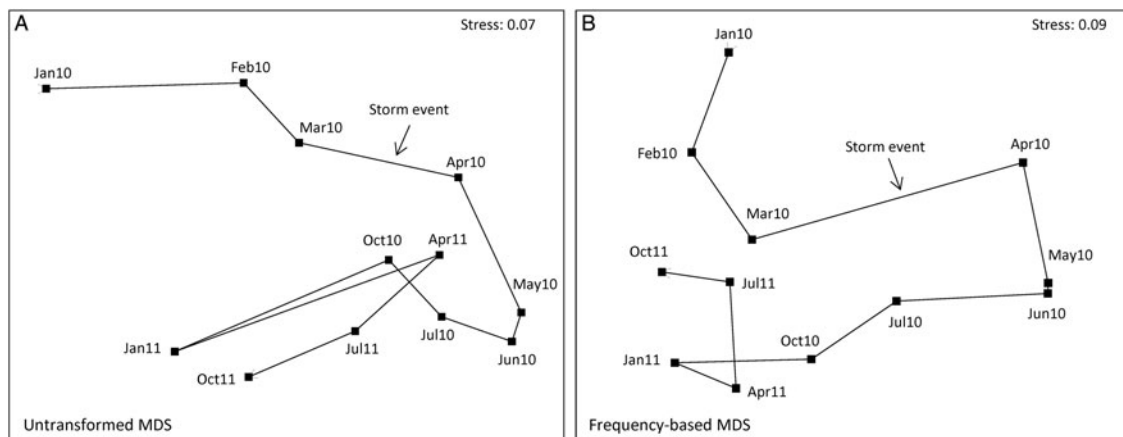 A
Stress: 0.07
Jan10
Feb10
Mar10
Storm event
Apr10
Oct10
Apr11
May10
Jan11
Jul11
Jul10
Jun10
Oct11
Untransformed MDS
B
Stress: 0.09
Jan10
Feb10
Storm event
Apr10
Mar10
Oct11
Jul11
May10
Jul10
Jun10
Jan11
Oct10
Apr11
Frequency-based MDS